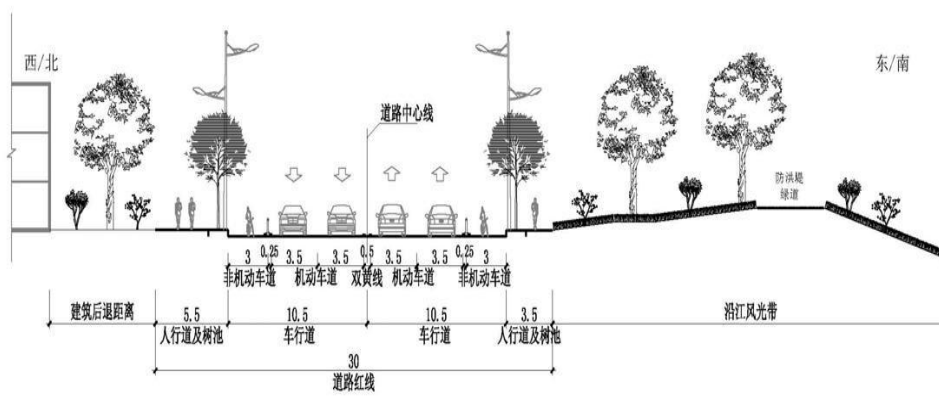 西/北
东/南
道路中心线
防洪堤
绿道
3 0.25 3.5 3.5 0.5 3.5 3.5 0.25 3
非机动车道 机动车道 双黄线 机动车道 非机动车道
建筑后退距离 5.5 10.5 10.5 3.5 沿江风光带
人行道及树池 车行道 车行道 人行道及树池
30
道路红线